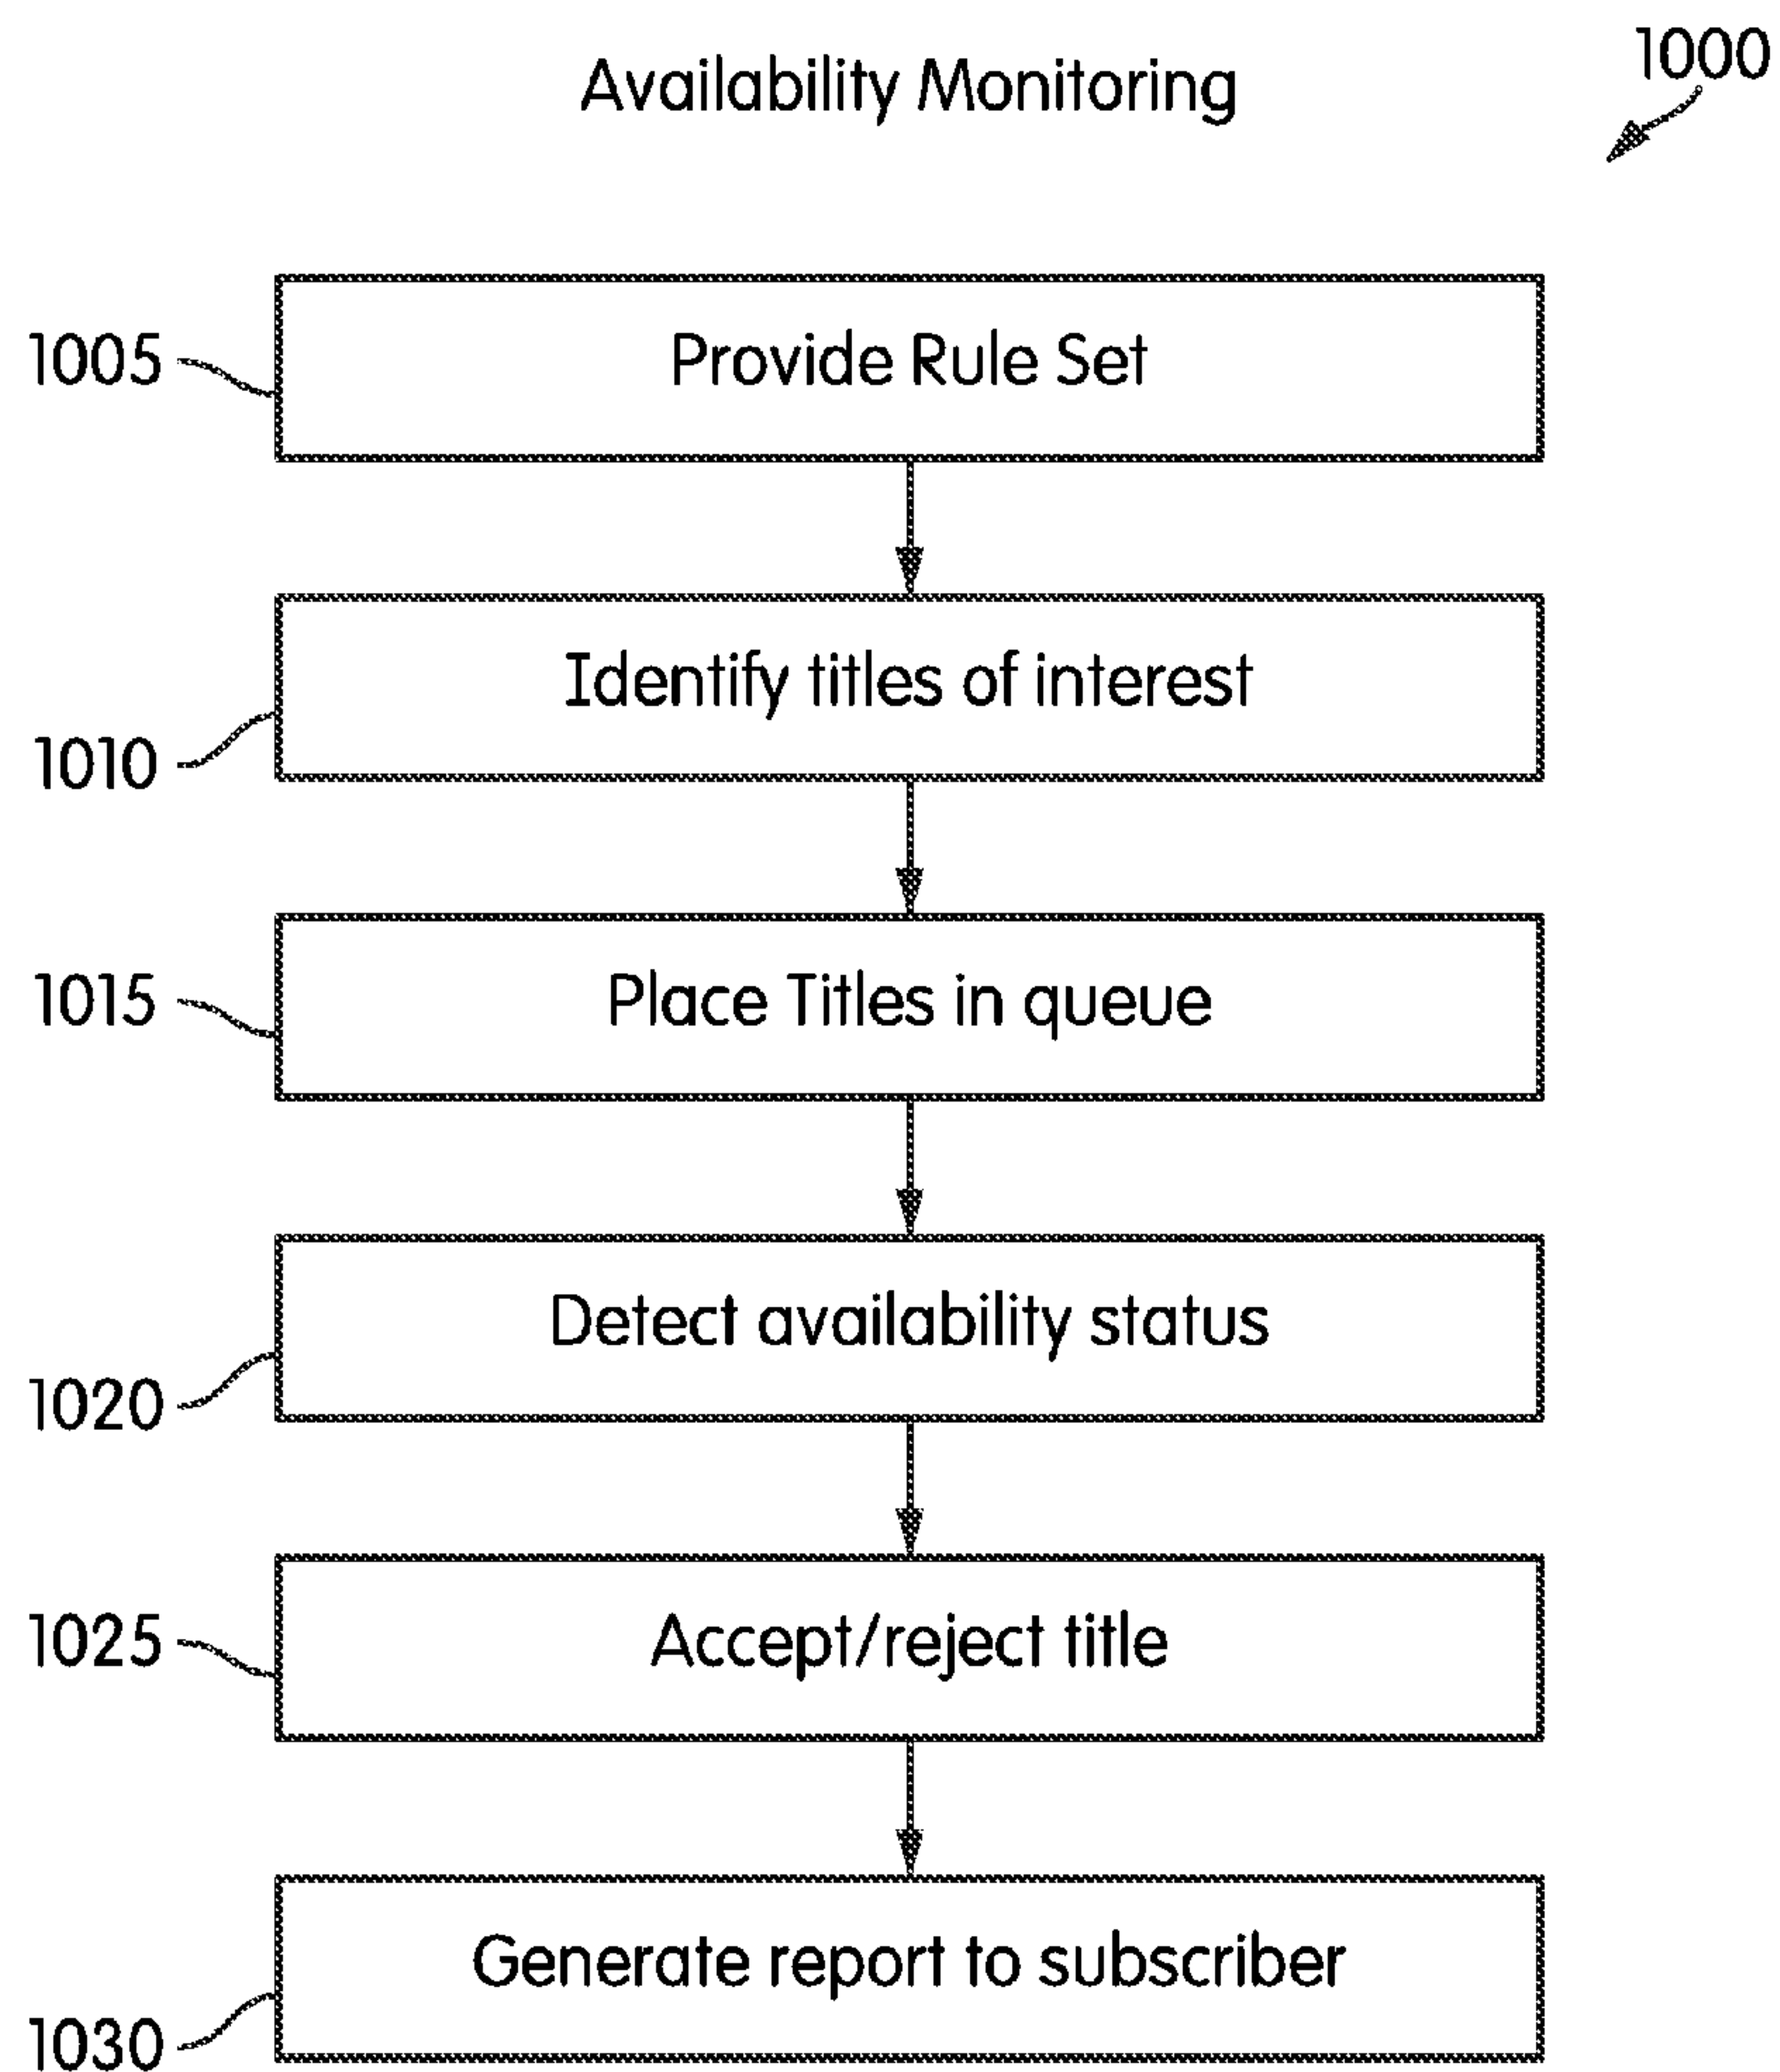 Availability Monitoring
1000
1005
Provide Rule Set
Identify titles of interest
1010
1015
Place Titles in queue
Detect availability status
1020
1025
Accept/reject title
Generate report to subscriber
1030